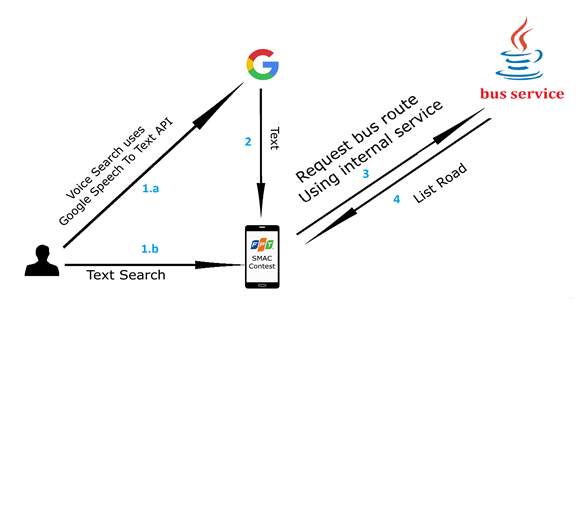 bus service
Voice Search uses
Google Speech To Text API
1.a
2
Text
Request bus route
Using internal service
3
4
List Road
1.b
Text Search
FPT
SMAC
Contest